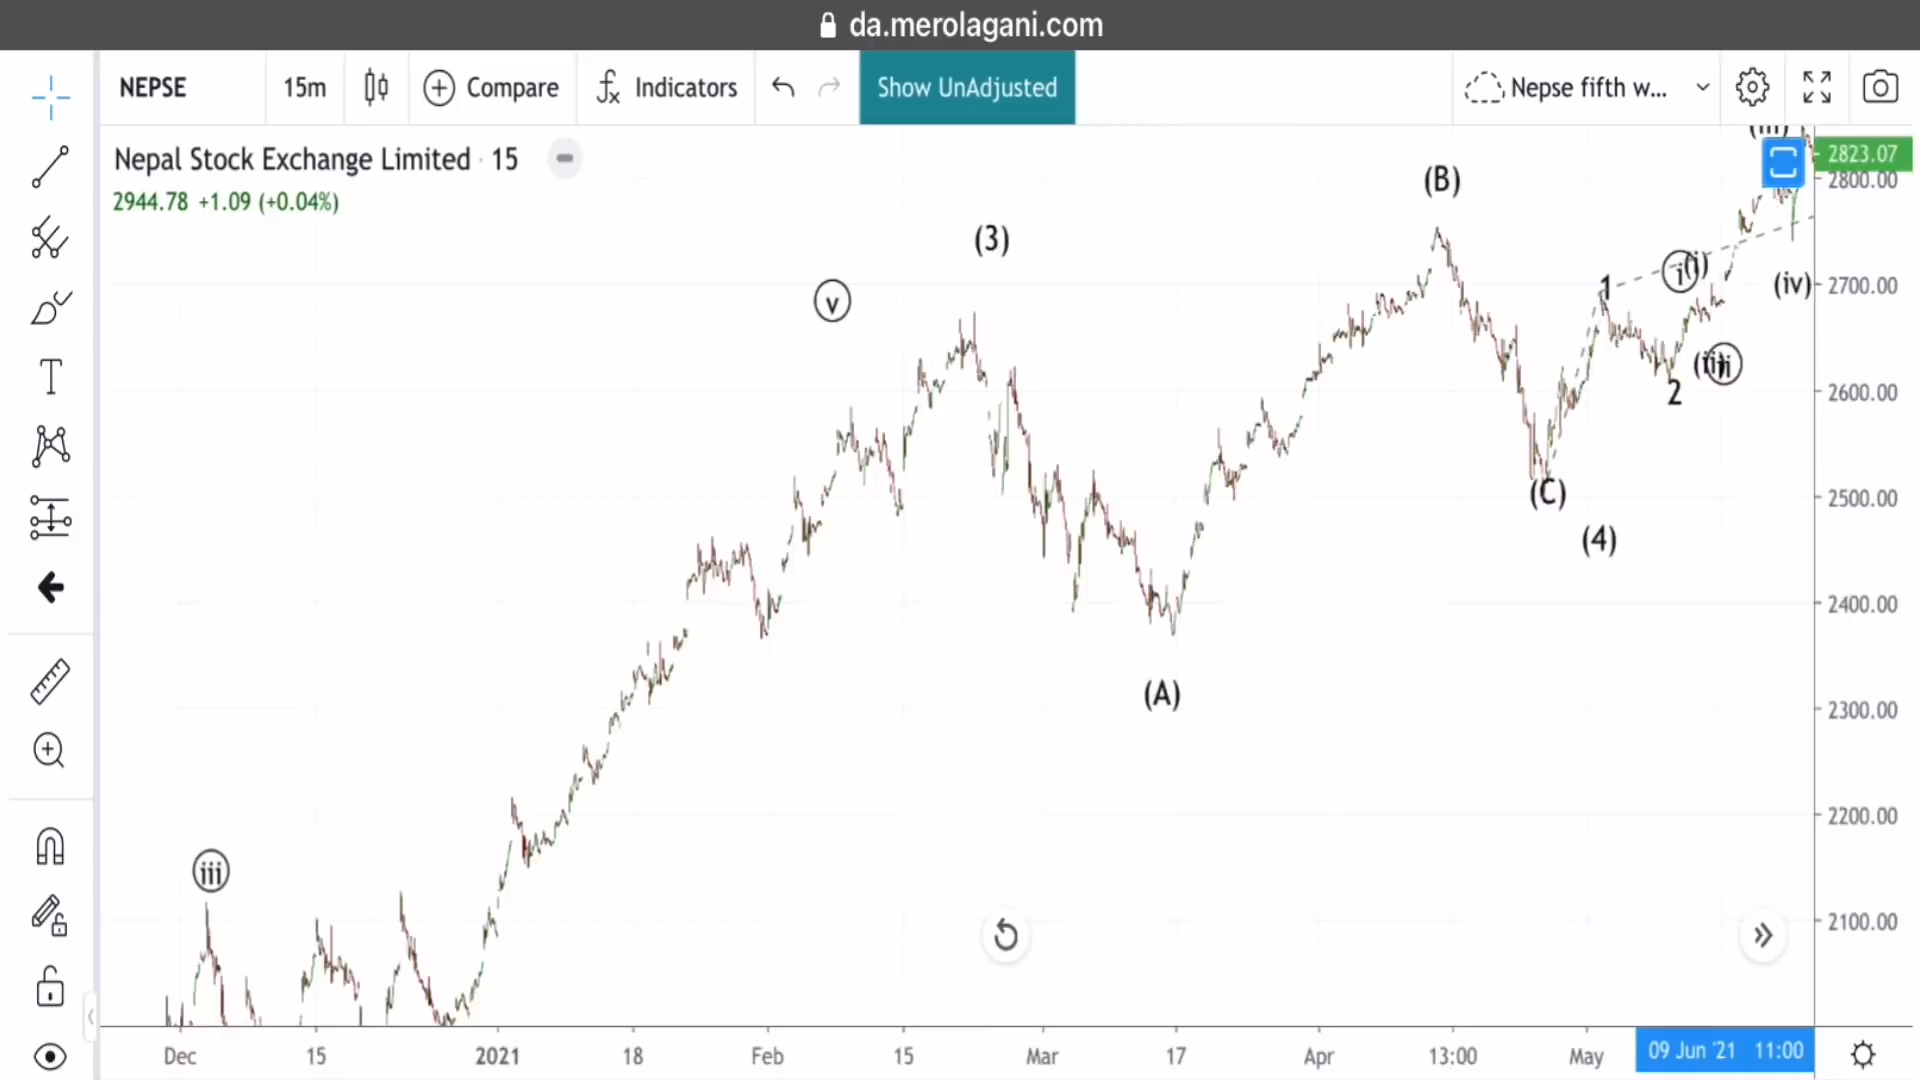 da.merolagani.com
NEPSE 15m Compare fx Indicators Show UnAdjusted Nepse fifth w...
Nepal Stock Exchange Limited · 15
2944.78 +1.09 (+0.04%)
2823.07
2800.00
(B)
(3)
i (i)
1
(iv)
2700.00
v
2
2600.00
(C)
2500.00
(4)
2400.00
(A)
2300.00
2200.00
iii
2100.00
Dec 15 2021 18 Feb 15 Mar 17 Apr 13:00 May 09 Jun '21 11:00